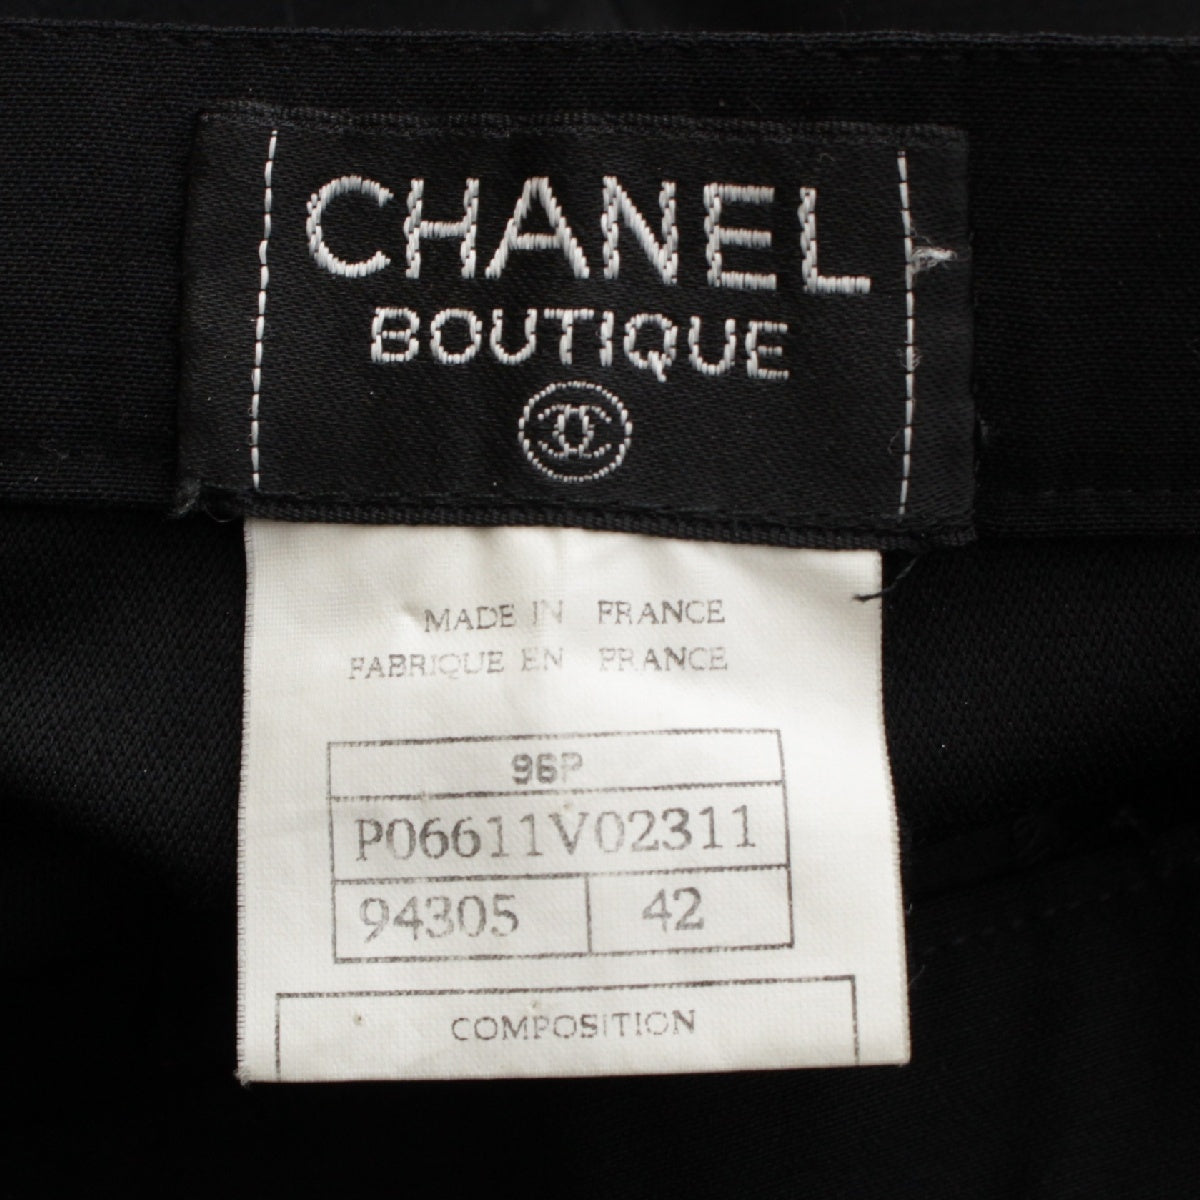 CHANEL
BOUTIQUE
MADE IN FRANCE
FABRIQUE EN FRANCE
96P
P06611V02311
94305 42
COMPOSITION